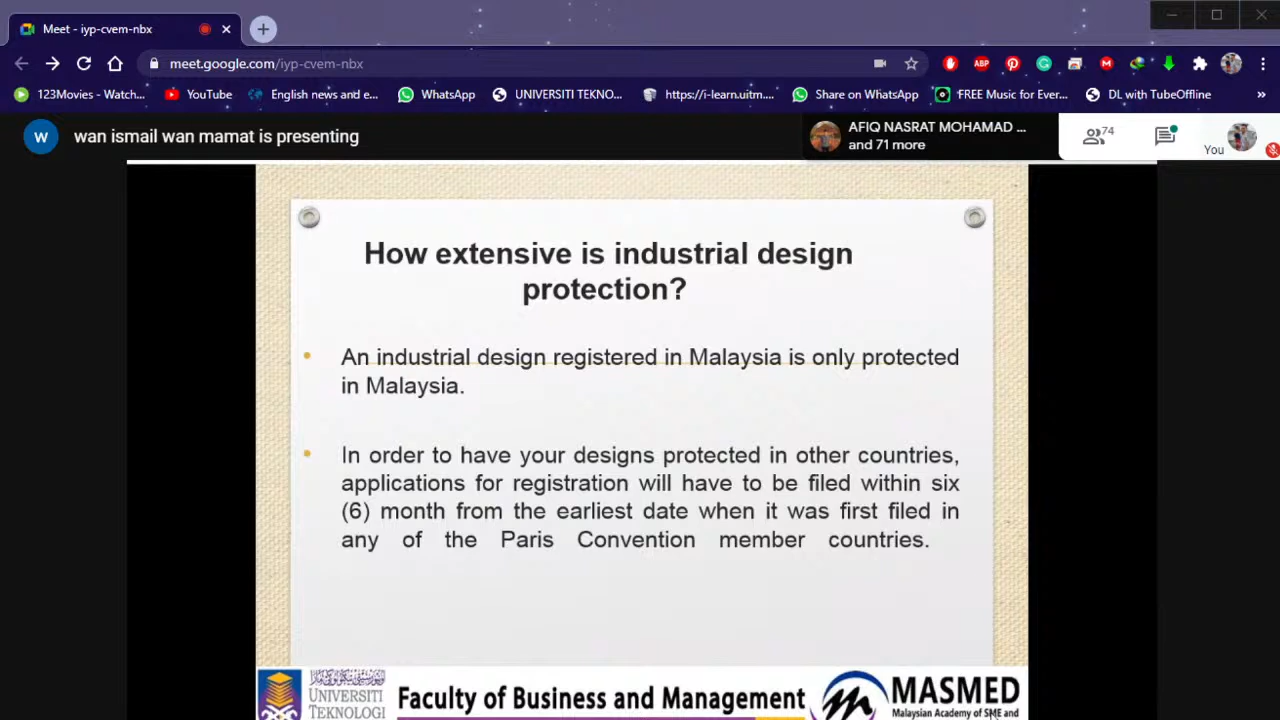 Meet - iyp-cvem-nbx
meet.google.com/iyp-cvem-nbx
123Movies - Watch...
YouTube
English news and e...
WhatsApp
UNIVERSITI TEKNO...
https://i-learn.uitm....
Share on WhatsApp
FREE Music for Ever...
DL with TubeOffline
»
W
wan ismail wan mamat is presenting
AFIQ NASRAT MOHAMAD ...
and 71 more
74
You
How extensive is industrial design
protection?
• An industrial design registered in Malaysia is only protected
in Malaysia.
• In order to have your designs protected in other countries,
applications for registration will have to be filed within six
(6) month from the earliest date when it was first filed in
any of the Paris Convention member countries.
UNIVERSITI
TEKNOLOGI
Faculty of Business and Management
MASMED
Malaysian Academy of SME and